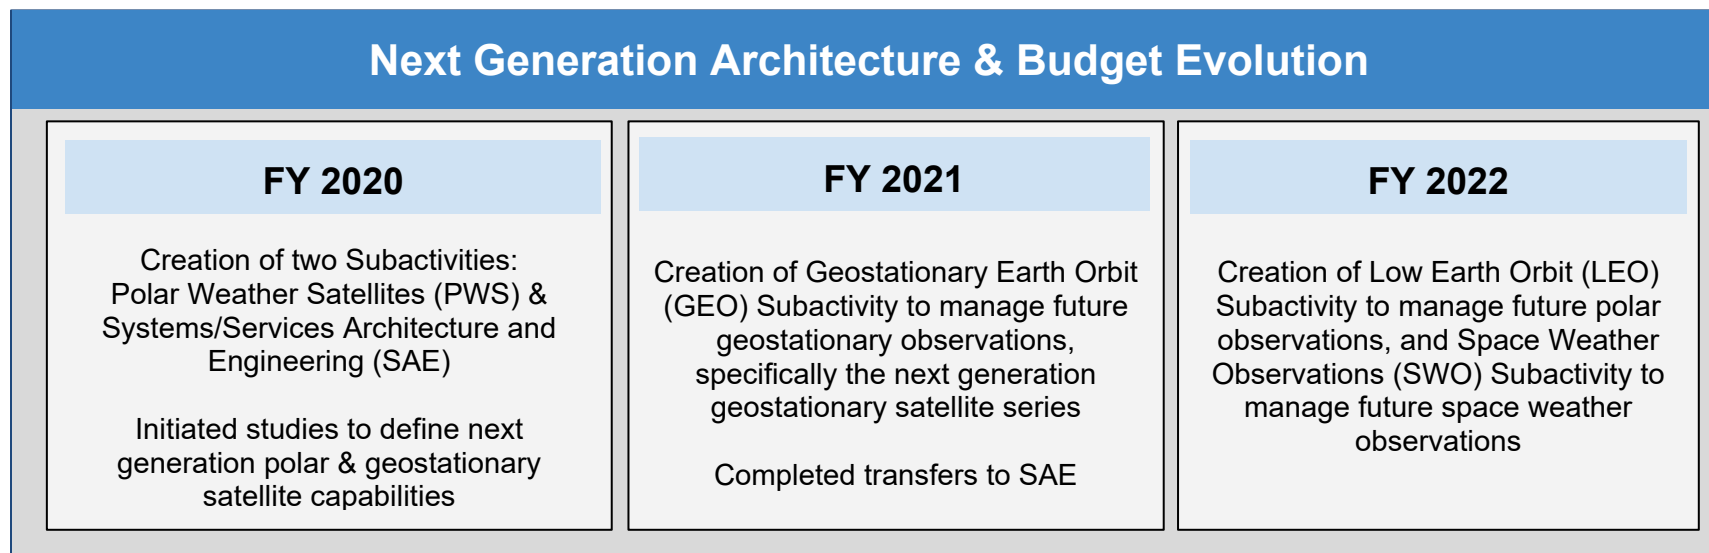 Next Generation Architecture & Budget Evolution
FY 2020
Creation of two Subactivities:
Polar Weather Satellites (PWS) &
Systems/Services Architecture and
Engineering (SAE)
Initiated studies to define next
generation polar & geostationary
satellite capabilities
FY 2021
Creation of Geostationary Earth Orbit
(GEO) Subactivity to manage future
geostationary observations,
specifically the next generation
geostationary satellite series
Completed transfers to SAE
FY 2022
Creation of Low Earth Orbit (LEO)
Subactivity to manage future polar
observations, and Space Weather
Observations (SWO) Subactivity to
manage future space weather
observations